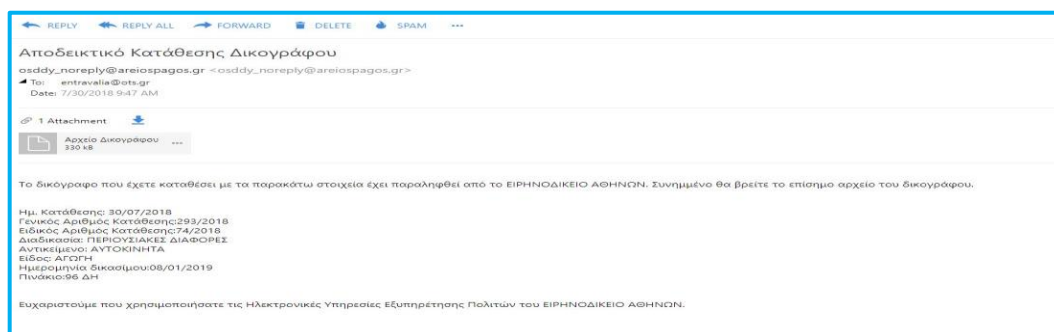 REPLY REPLY ALL FORWARD DELETE SPAM ...
Αποδεικτικό Κατάθεσης Δικογράφου
osddy_noreply@areiospagos.gr <osddy_noreply@areiospagos.gr>
To: entravalia@ots.gr
Date: 7/30/2018 9:47 AM
1 Attachment
Αρχείο Δικογράφου ...
330 kB
Το δικόγραφο που έχετε καταθέσει με τα παρακάτω στοιχεία έχει παραληφθεί από το ΕΙΡΗΝΟΔΙΚΕΙΟ ΑΘΗΝΩΝ. Συνημμένο θα βρείτε το επίσημο αρχείο του δικογράφου.
Ημ. Κατάθεσης: 30/07/2018
Γενικός Αριθμός Κατάθεσης:293/2018
Ειδικός Αριθμός Κατάθεσης:74/2018
Διαδικασία: ΠΕΡΙΟΥΣΙΑΚΕΣ ΔΙΑΦΟΡΕΣ
Αντικείμενο: ΑΥΤΟΚΙΝΗΤΑ
Είδος: ΑΓΩΓΗ
Ημερομηνία δικασίμου:08/01/2019
Πινάκιο:96 ΔΗ
Ευχαριστούμε που χρησιμοποιήσατε τις Ηλεκτρονικές Υπηρεσίες Εξυπηρέτησης Πολιτών του ΕΙΡΗΝΟΔΙΚΕΙΟ ΑΘΗΝΩΝ.